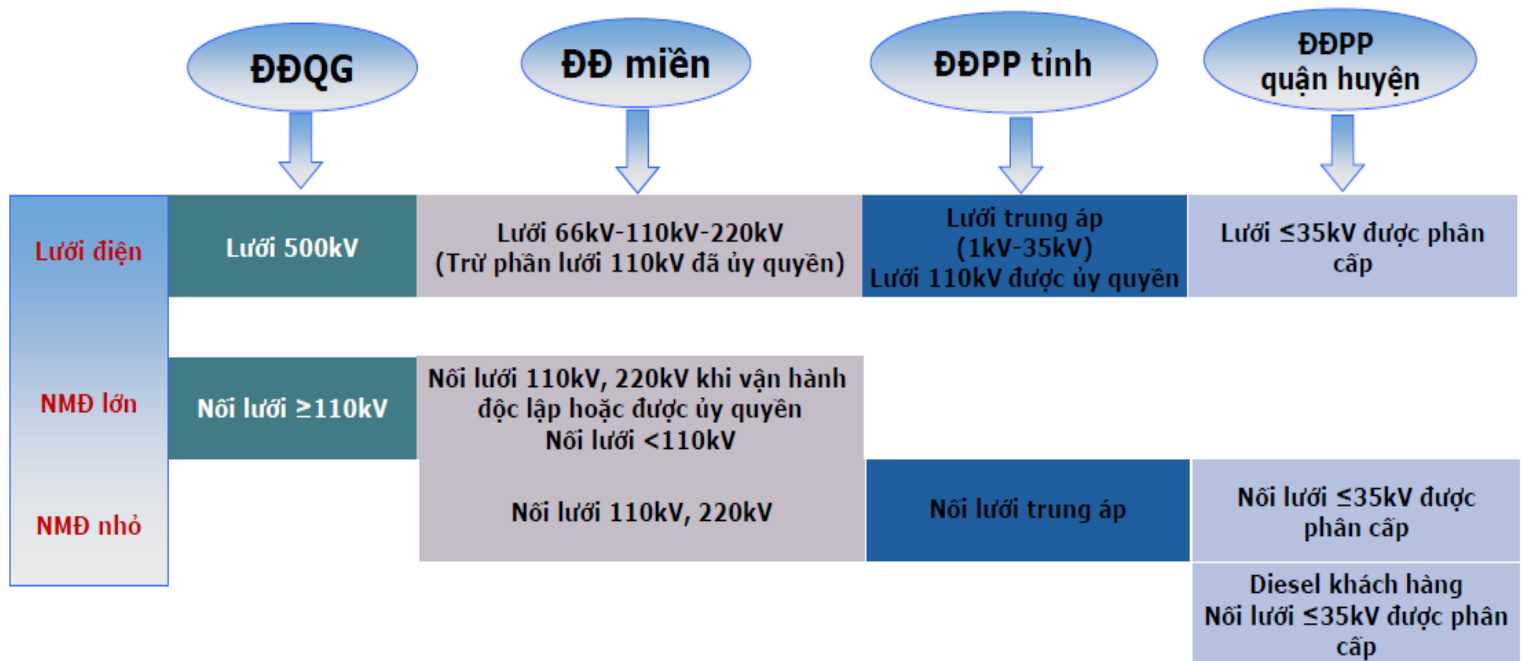 ĐĐQG
ĐĐ miền
ĐĐPP tỉnh
ĐĐPP
quận huyện
Lưới điện
Lưới 500kV
Lưới 66kV-110kV-220kV
(Trừ phần lưới 110kV đã ủy quyền)
Lưới trung áp
(1kV-35kV)
Lưới 110kV được ủy quyền
Lưới ≤35kV được phân
cấp
NMĐ lớn
Nối lưới ≥110kV
Nối lưới 110kV, 220kV khi vận hành
độc lập hoặc được ủy quyền
Nối lưới <110kV
NMĐ nhỏ
Nối lưới 110kV, 220kV
Nối lưới trung áp
Nối lưới ≤35kV được
phân cấp
Diesel khách hàng
Nối lưới ≤35kV được phân
cấp